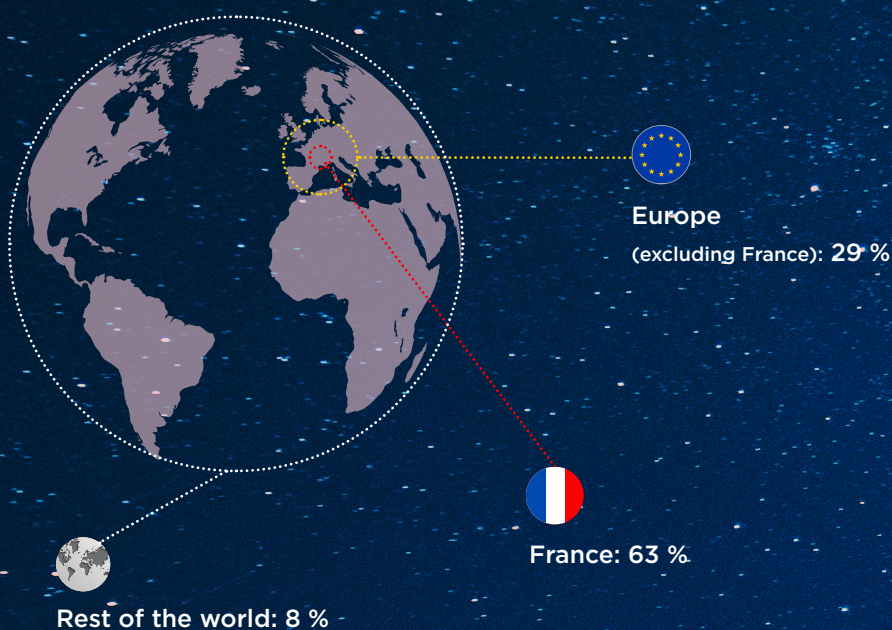 Europe
(excluding France): 29 %
France: 63 %
Rest of the world: 8 %